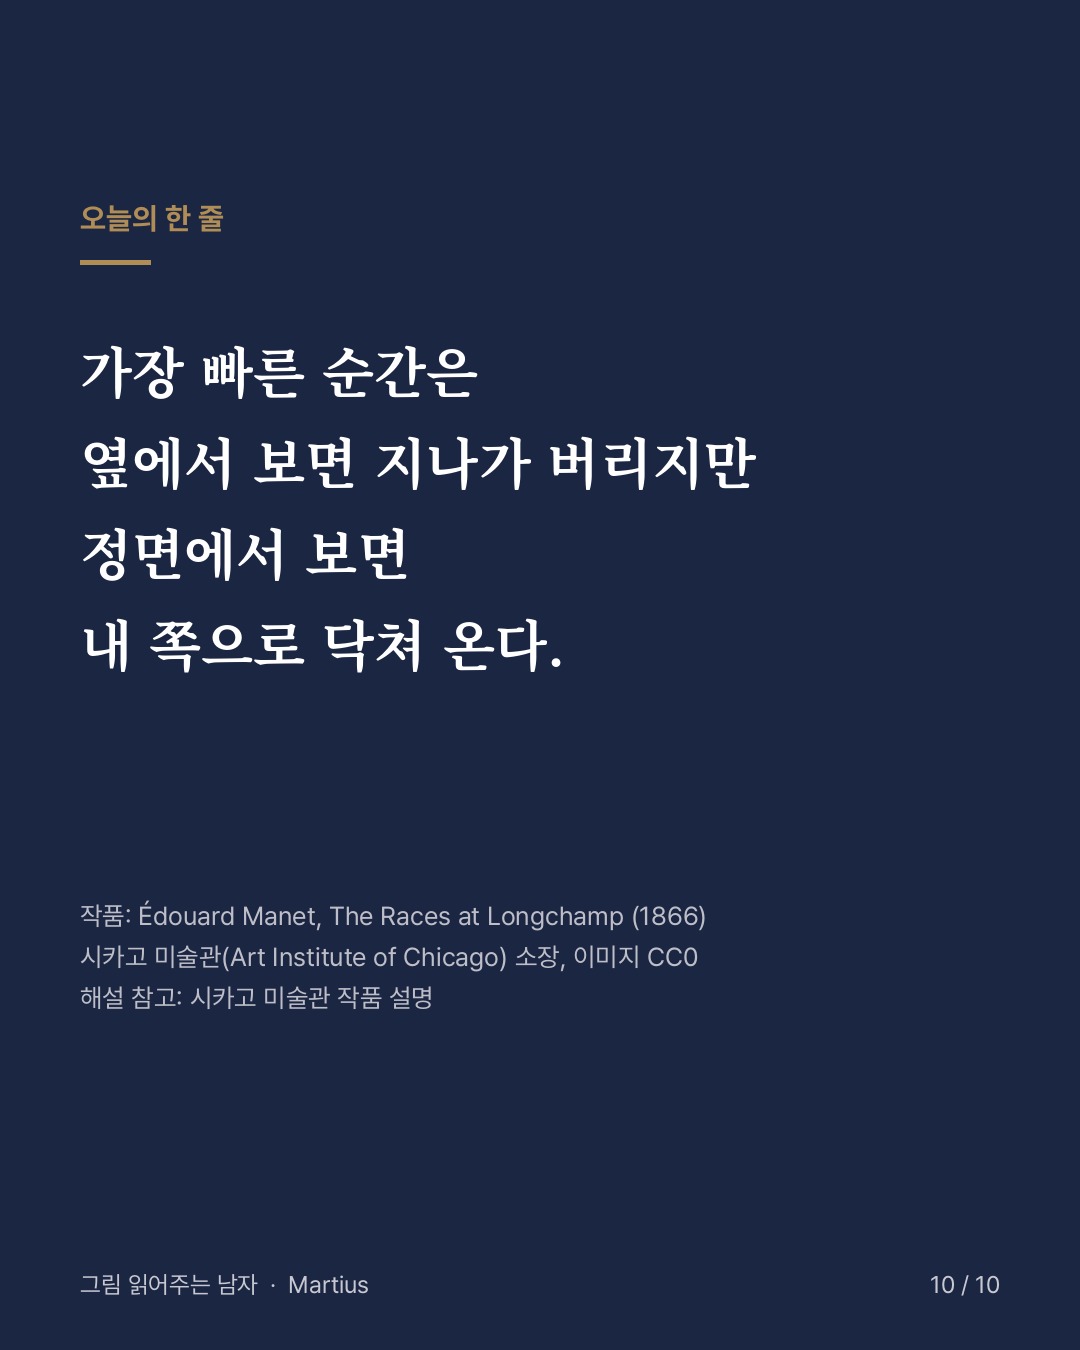 오늘의 한 줄
가장 빠른 순간은
옆에서 보면 지나가 버리지만
정면에서 보면
내 쪽으로 닥쳐 온다.
작품: Édouard Manet, The Races at Longchamp (1866)
시카고 미술관(Art Institute of Chicago) 소장, 이미지 CC0
해설 참고: 시카고 미술관 작품 설명
그림 읽어주는 남자 · Martius
10 / 10